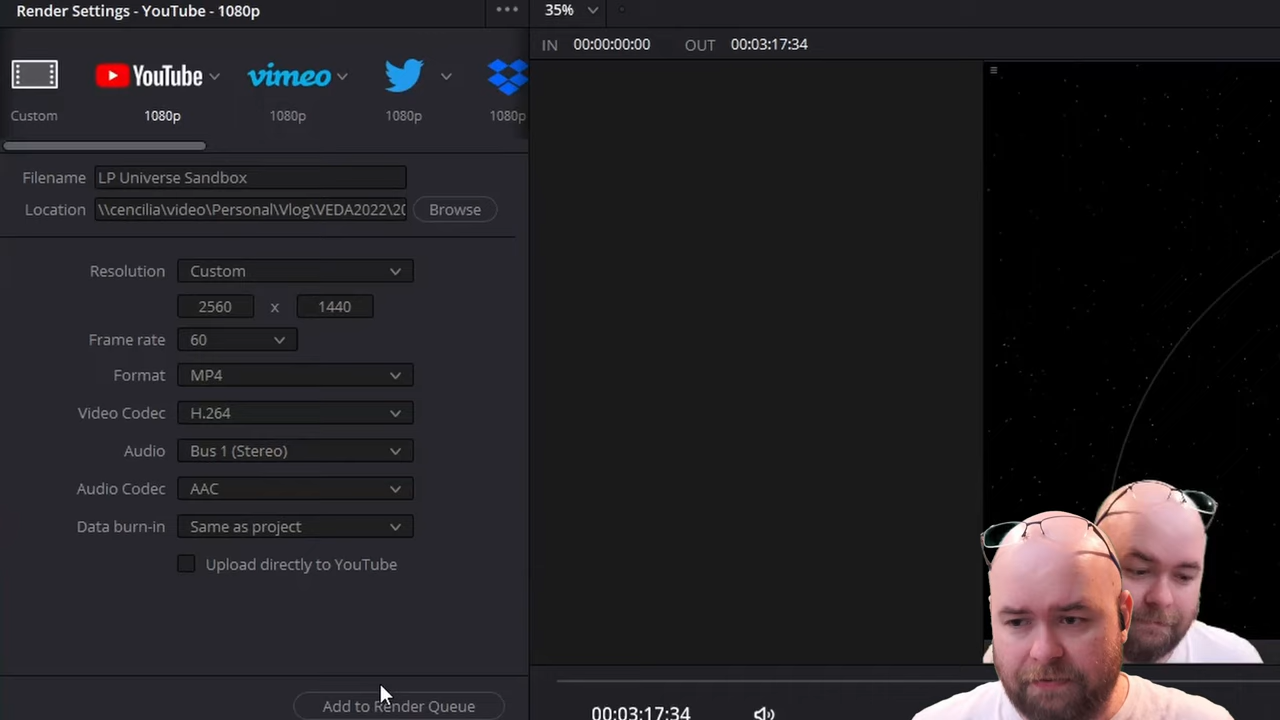 Render Settings - YouTube - 1080p
35%
IN 00:00:00:00 OUT 00:03:17:34
YouTube vimeo
Custom 1080p 1080p 1080p 1080p
Filename LP Universe Sandbox
Location \\cencilia\video\Personal\Vlog\VEDA2022\20 Browse
Resolution Custom
2560 x 1440
Frame rate 60
Format MP4
Video Codec H.264
Audio Bus 1 (Stereo)
Audio Codec AAC
Data burn-in Same as project
Upload directly to YouTube
Add to Render Queue
00:03:17:34